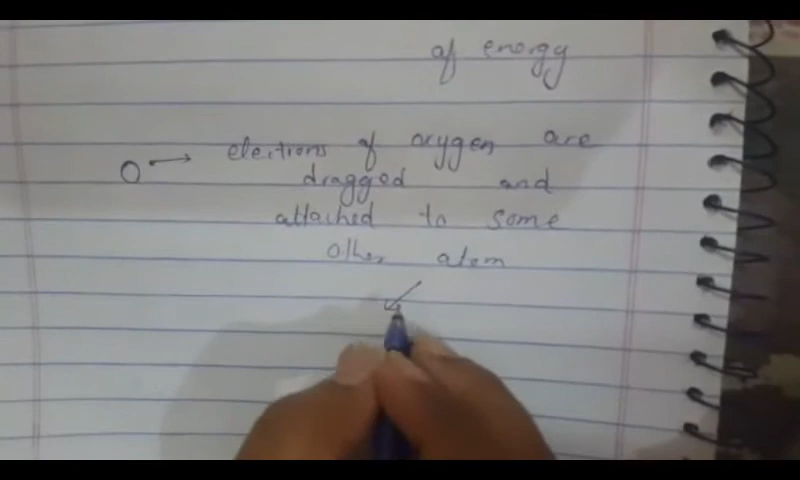 of energy
O → electrons of oxygen are
dragged and
attached to some
other atom